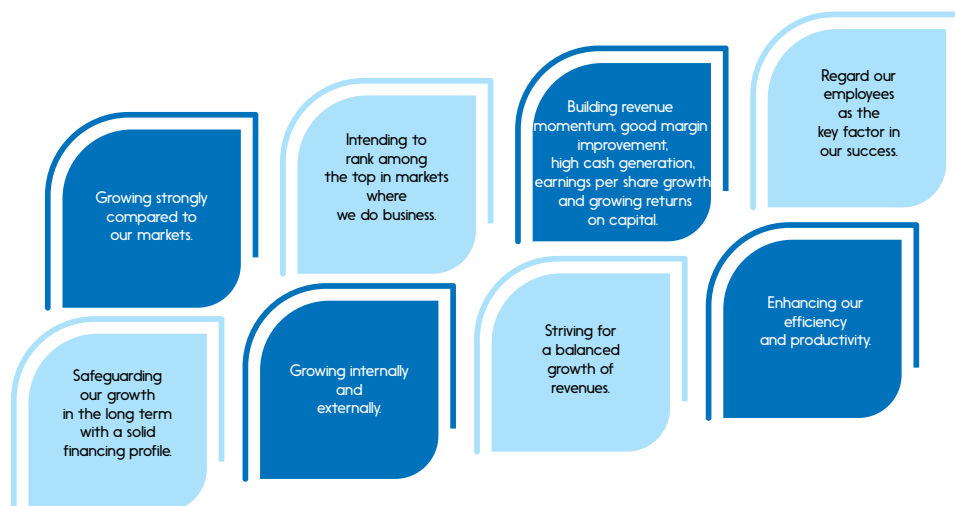 Growing strongly
compared to
our markets.
Intending to
rank among
the top in markets
where
we do business.
Building revenue
momentum, good margin
improvement,
high cash generation,
earnings per share growth
and growing returns
on capital.
Regard our
employees
as the
key factor in
our success.
Safeguarding
our growth
in the long term
with a solid
financing profile.
Growing internally
and
externally.
Striving for
a balanced
growth of
revenues.
Enhancing our
efficiency
and productivity.